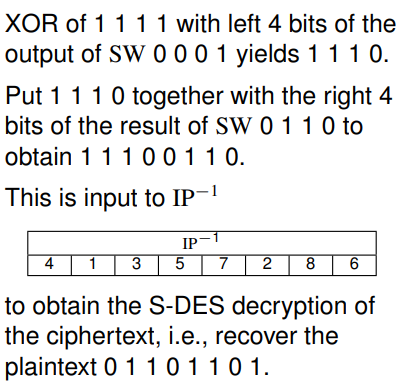 XOR of 1 1 1 1 with left 4 bits of the
output of SW 0 0 0 1 yields 1 1 1 0.
Put 1 1 1 0 together with the right 4
bits of the result of SW 0 1 1 0 to
obtain 1 1 1 0 0 1 1 0.
This is input to IP⁻¹
IP⁻¹
4 1 3 5 7 2 8 6
to obtain the S-DES decryption of
the ciphertext, i.e., recover the
plaintext 0 1 1 0 1 1 0 1.